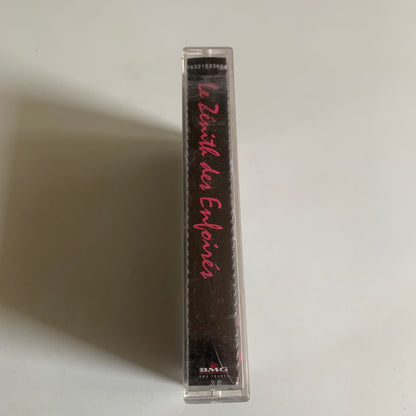 Le Zénith des Enfoirés
BMG